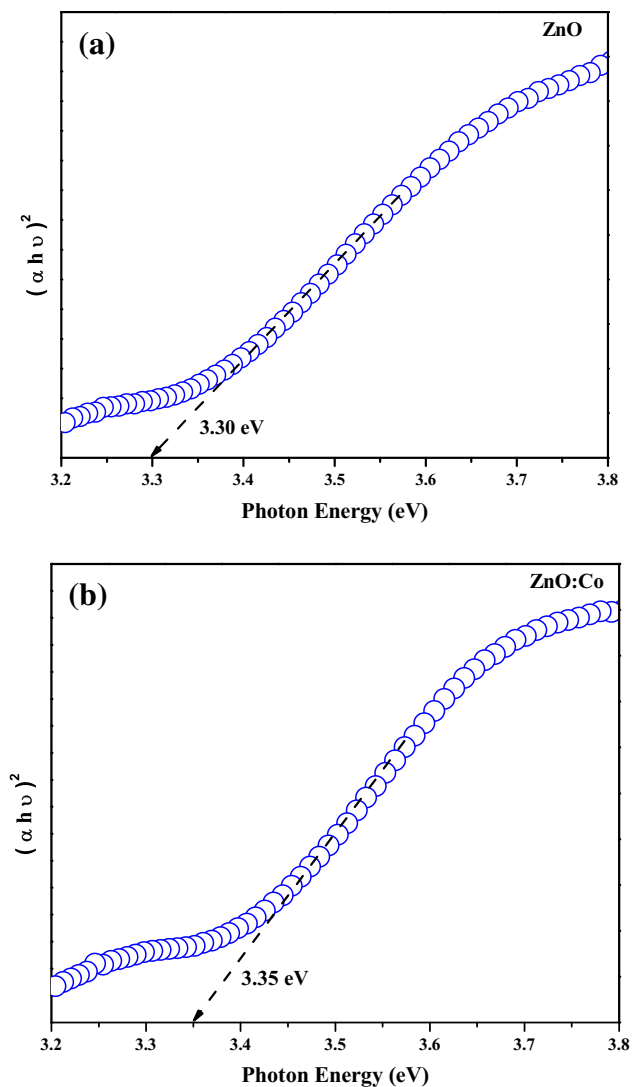 (a)
ZnO
( α h υ )²
3.30 eV
3.2 3.3 3.4 3.5 3.6 3.7 3.8
Photon Energy (eV)
(b)
ZnO:Co
( α h υ )²
3.35 eV
3.2 3.3 3.4 3.5 3.6 3.7 3.8
Photon Energy (eV)